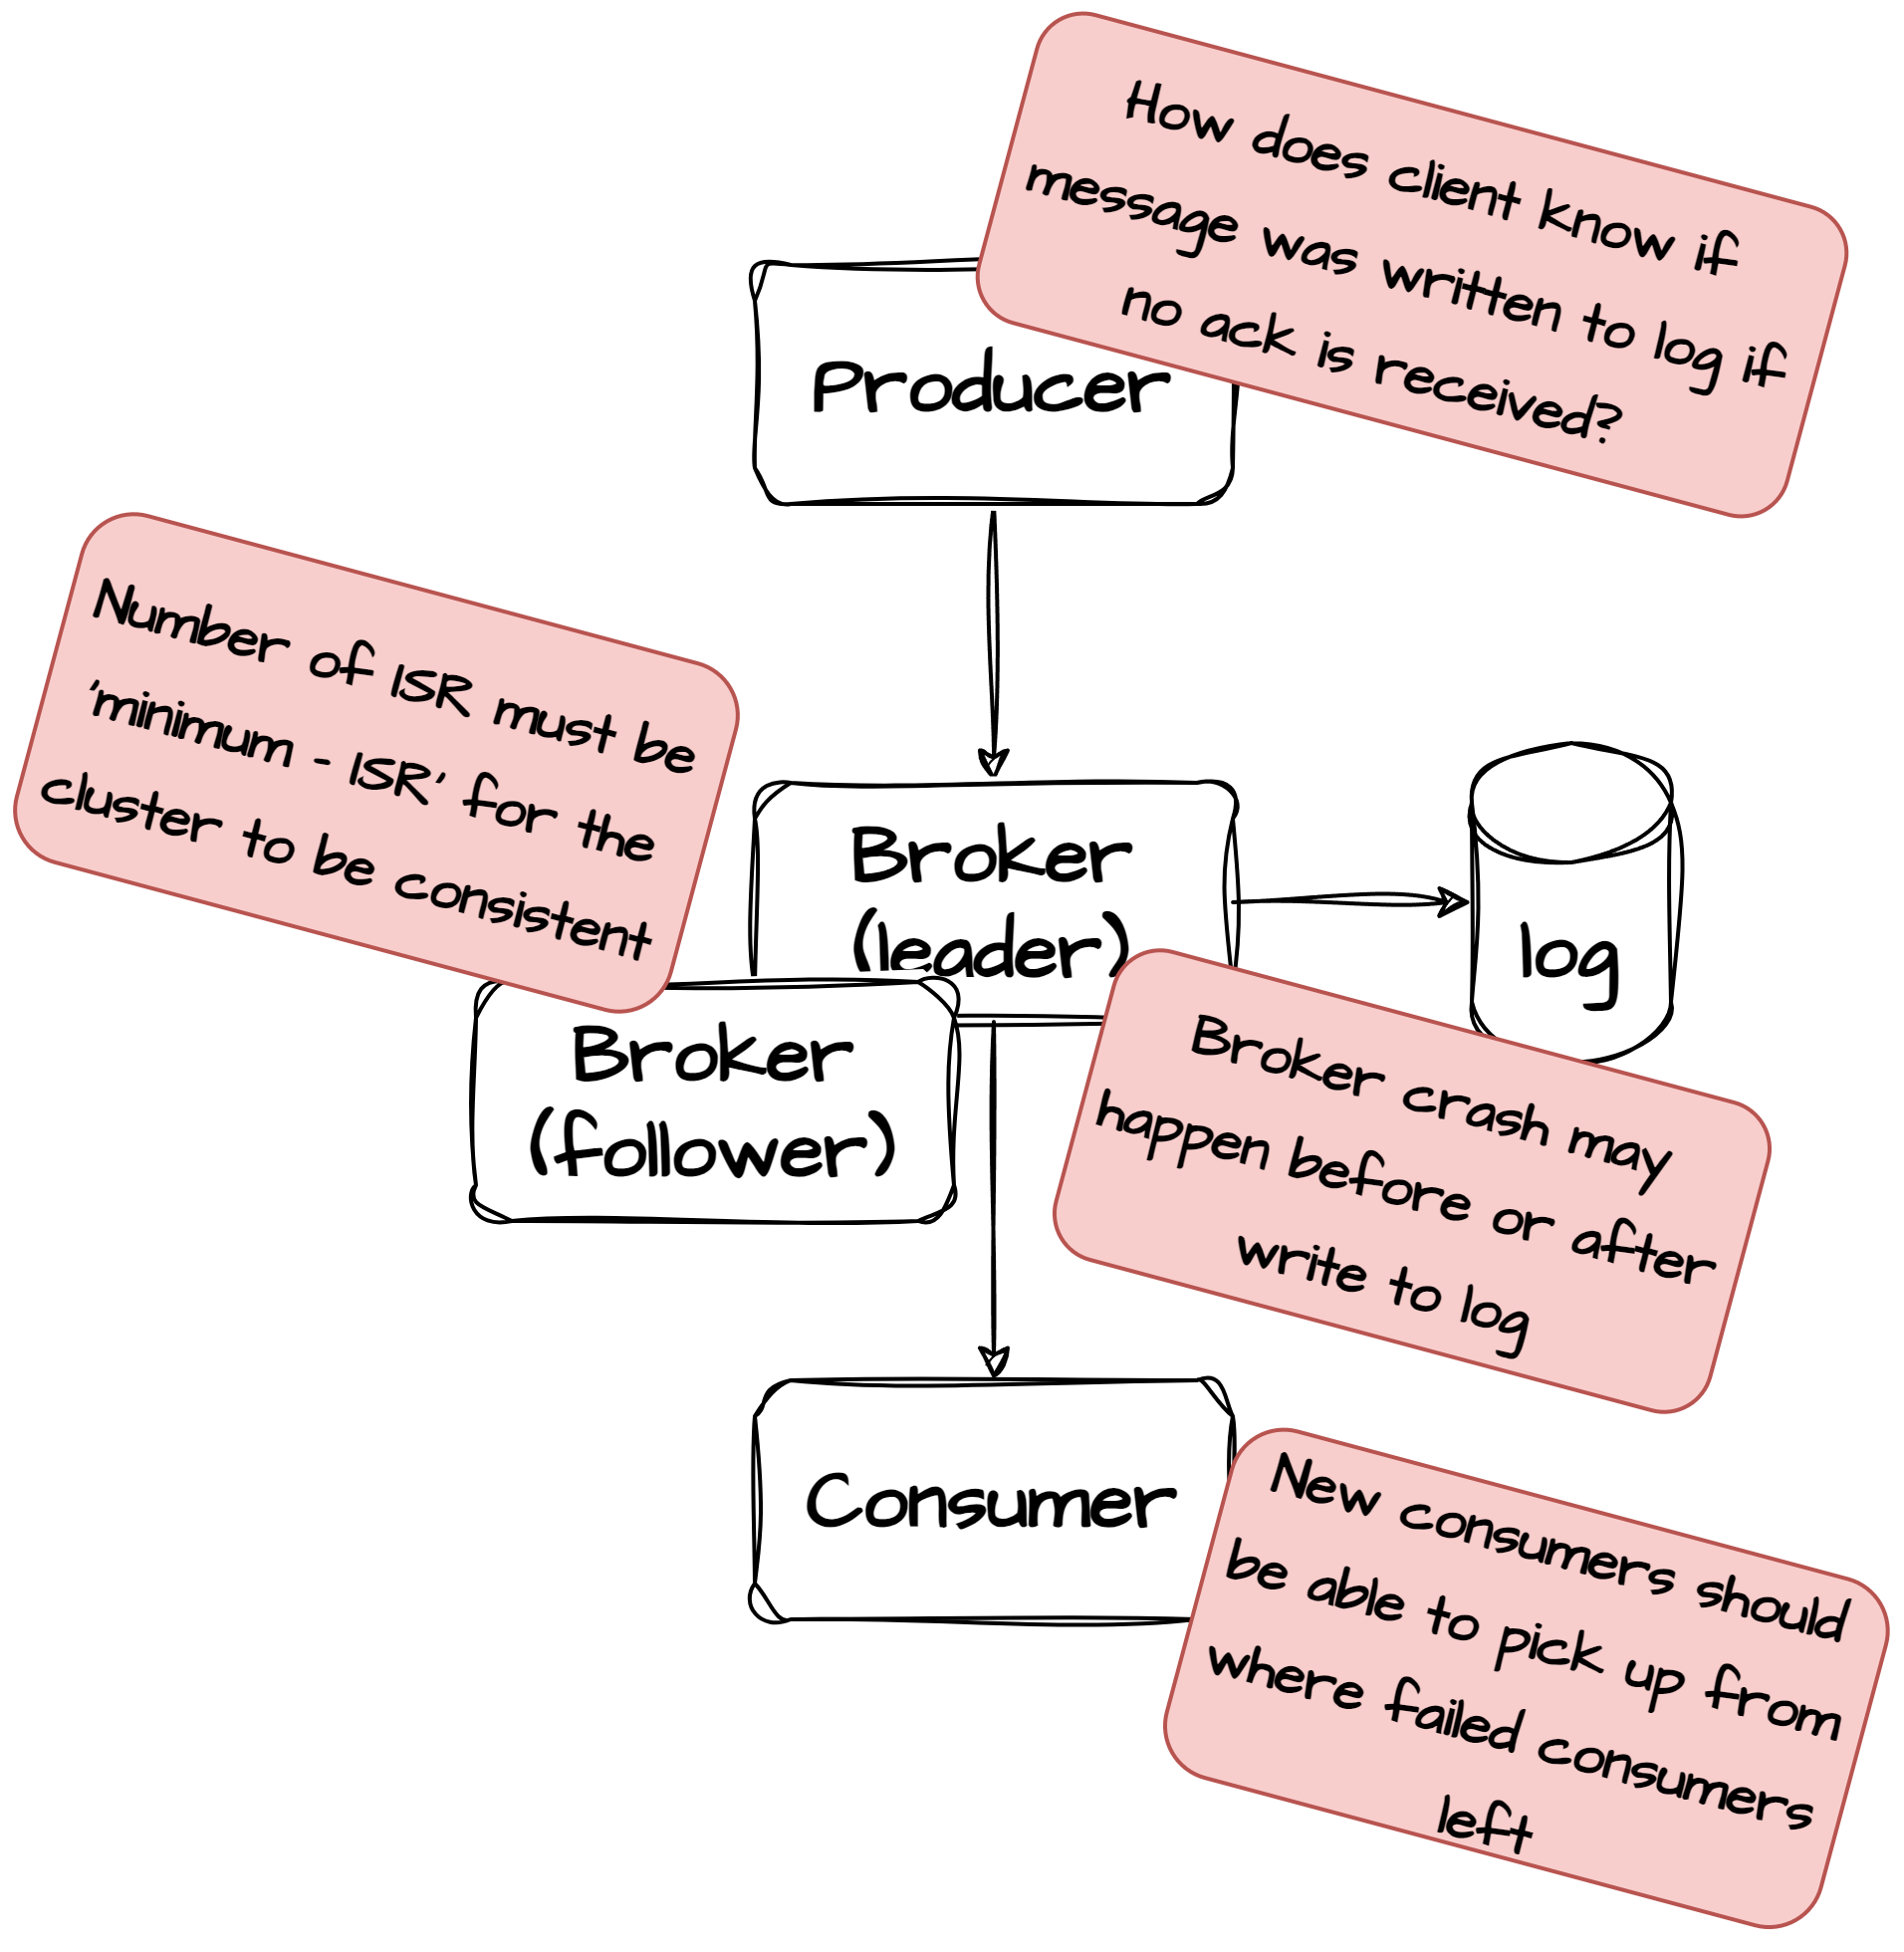 How does client know if
message was written to log if
no ack is received?
Producer
Number of ISR must be
'minimum - ISR' for the
cluster to be consistent
Broker
(leader)
log
Broker
(follower)
Broker crash may
happen before or after
write to log
Consumer
New consumers should
be able to pick up from
where failed consumers
left